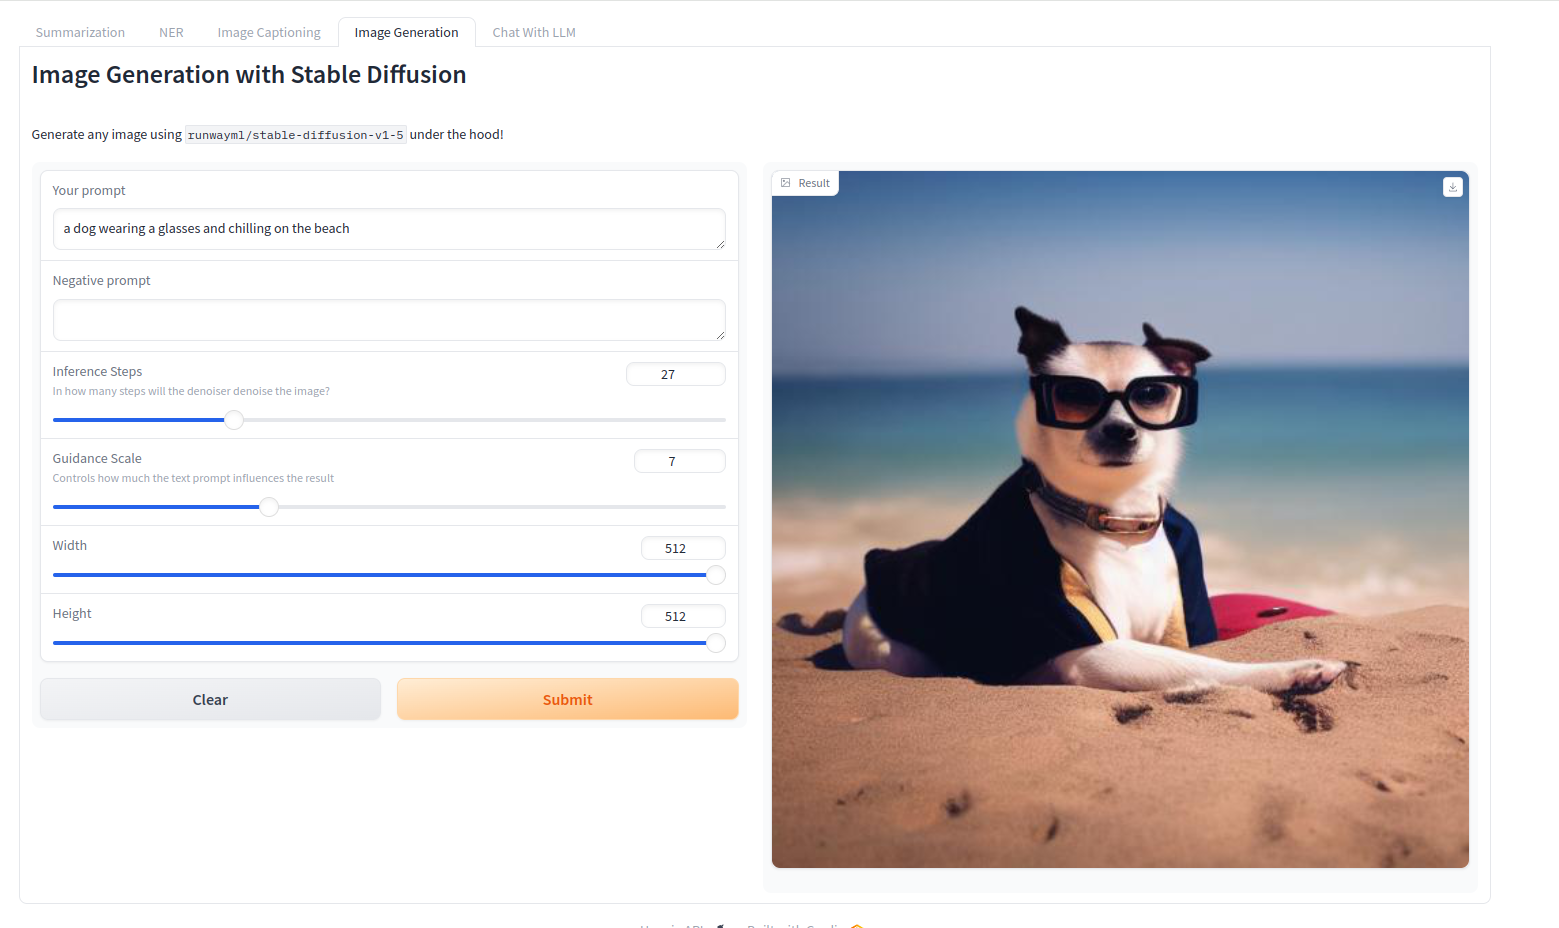 Summarization NER Image Captioning Image Generation Chat With LLM
Image Generation with Stable Diffusion
Generate any image using runwayml/stable-diffusion-v1-5 under the hood!
Your prompt
a dog wearing a glasses and chilling on the beach
Negative prompt
Inference Steps
27
In how many steps will the denoiser denoise the image?
Guidance Scale
7
Controls how much the text prompt influences the result
Width
512
Height
512
Clear
Submit
Result